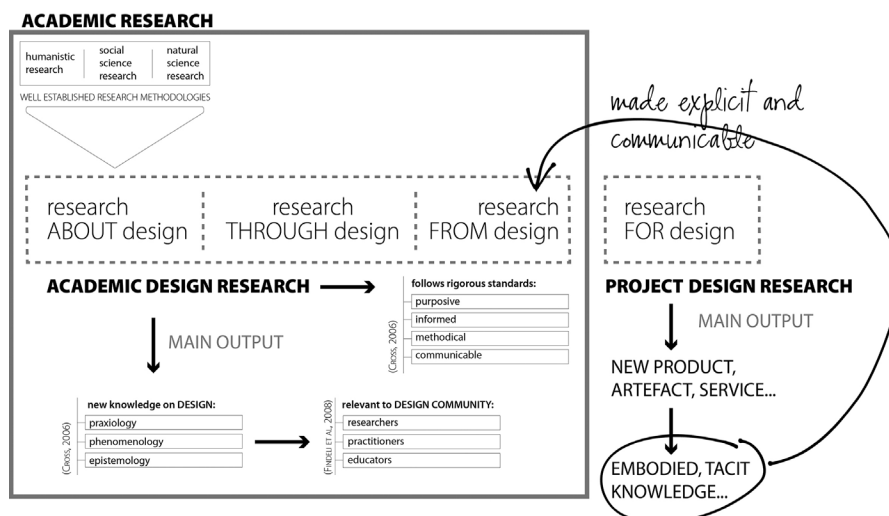 ACADEMIC RESEARCH
humanistic
research
social
science
research
natural
science
research
WELL ESTABLISHED RESEARCH METHODOLOGIES
made explicit and
communicable
research
ABOUT design
research
THROUGH design
research
FROM design
research
FOR design
ACADEMIC DESIGN RESEARCH
follows rigorous standards:
purposive
informed
methodical
communicable
(CROSS, 2006)
PROJECT DESIGN RESEARCH
MAIN OUTPUT
MAIN OUTPUT
NEW PRODUCT,
ARTEFACT, SERVICE...
new knowledge on DESIGN:
praxiology
phenomenology
epistemology
(CROSS, 2006)
relevant to DESIGN COMMUNITY:
researchers
practitioners
educators
(FINDELI ET AL, 2008)
EMBODIED, TACIT
KNOWLEDGE...